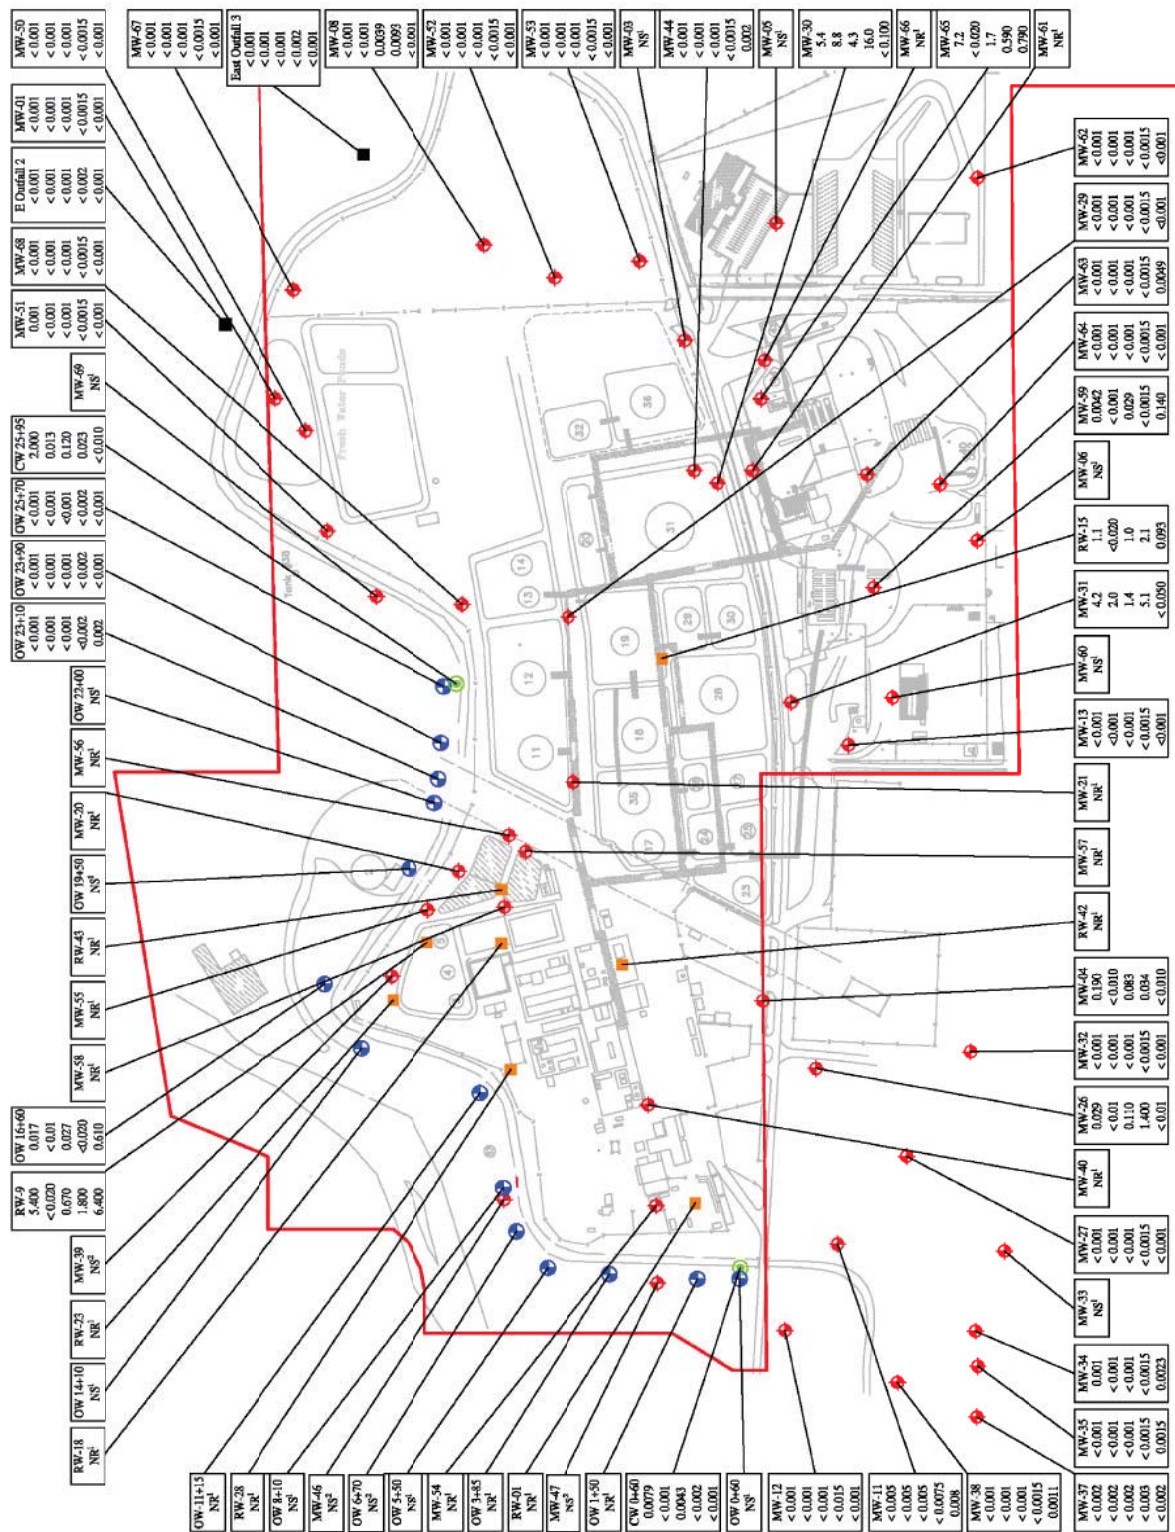 MW-50
< 0.001
< 0.001
< 0.001
< 0.0015
< 0.001
MW-01
< 0.001
< 0.001
< 0.001
< 0.0015
< 0.001
E Outfall 2
< 0.001
< 0.001
< 0.001
< 0.002
< 0.001
MW-68
< 0.001
< 0.001
< 0.001
< 0.0015
< 0.001
MW-51
0.001
< 0.001
< 0.001
< 0.0015
< 0.001
MW-69
NS¹
CW 25+95
2.000
0.013
0.120
0.023
< 0.010
OW 25+70
< 0.001
< 0.001
<0.001
< 0.002
< 0.001
OW 23+90
< 0.001
< 0.001
< 0.001
<0.002
< 0.001
OW 23+10
< 0.001
< 0.001
< 0.001
<0.002
0.002
OW 22+00
NS¹
MW-56
NR¹
MW-20
NR¹
OW 19+50
NS¹
RW-43
NR¹
MW-55
NR¹
MW-58
NR¹
OW 16+60
0.017
< 0.01
0.027
<0.020
0.610
RW-9
5.400
< 0.020
0.670
1.800
6.400
MW-39
NS²
RW-23
NR¹
OW 14+10
NS¹
RW-18
NR¹
MW-67
< 0.001
< 0.001
< 0.001
< 0.0015
< 0.001
East Outfall 3
< 0.001
< 0.001
< 0.001
< 0.002
< 0.001
MW-08
< 0.001
< 0.001
0.0039
0.0093
< 0.001
MW-52
< 0.001
< 0.001
< 0.001
< 0.0015
< 0.001
MW-53
< 0.001
< 0.001
< 0.001
< 0.0015
< 0.001
MW-03
NS¹
MW-44
< 0.001
< 0.001
< 0.001
< 0.0015
0.002
MW-05
NS¹
MW-30
5.4
8.8
4.3
16.0
< 0.100
MW-66
NR¹
MW-65
7.2
< 0.020
1.7
0.590
0.790
MW-61
NR¹
MW-62
< 0.001
< 0.001
< 0.001
< 0.0015
<0.001
MW-29
< 0.001
< 0.001
< 0.001
< 0.0015
<0.001
MW-63
< 0.001
< 0.001
< 0.001
< 0.0015
0.0049
MW-64
< 0.001
< 0.001
< 0.001
< 0.0015
< 0.001
MW-59
0.0042
< 0.001
0.029
< 0.0015
0.140
MW-06
NS¹
RW-15
1.1
<0.020
1.0
2.1
0.093
MW-31
4.2
2.0
1.4
5.1
< 0.050
MW-60
NS¹
MW-13
< 0.001
<0.001
< 0.001
< 0.0015
<0.001
MW-21
NR¹
MW-57
NR¹
RW-42
NR¹
MW-04
0.190
< 0.010
0.083
0.034
< 0.010
MW-32
< 0.001
< 0.001
< 0.001
< 0.0015
< 0.001
MW-26
0.029
< 0.01
0.110
1.400
< 0.01
MW-40
NR¹
MW-27
< 0.001
< 0.001
< 0.001
< 0.0015
< 0.001
MW-33
NS¹
MW-34
0.001
< 0.001
< 0.001
< 0.0015
0.0023
MW-35
< 0.001
< 0.001
< 0.001
< 0.0015
0.0015
MW-37
< 0.002
< 0.002
< 0.002
< 0.003
< 0.002
OW-11+15
NR¹
RW-28
NR¹
OW 8+10
NS¹
MW-46
NS²
OW 6+70
NS²
OW 5+50
NS¹
MW-54
NR¹
OW 3+85
NR¹
RW-01
NR¹
MW-47
NS²
OW 1+50
NR¹
CW 0+60
0.0079
< 0.001
0.0043
< 0.002
< 0.001
OW 0+60
NS¹
MW-12
< 0.001
< 0.001
< 0.001
< 0.015
< 0.001
MW-11
< 0.005
< 0.005
< 0.005
< 0.0075
0.008
MW-38
< 0.001
< 0.001
< 0.001
< 0.0015
0.0011
Fresh Water Ponds
32
36
31
20
14
13
12
11
19
29
30
28
18
35
17
24
25
23
5
4